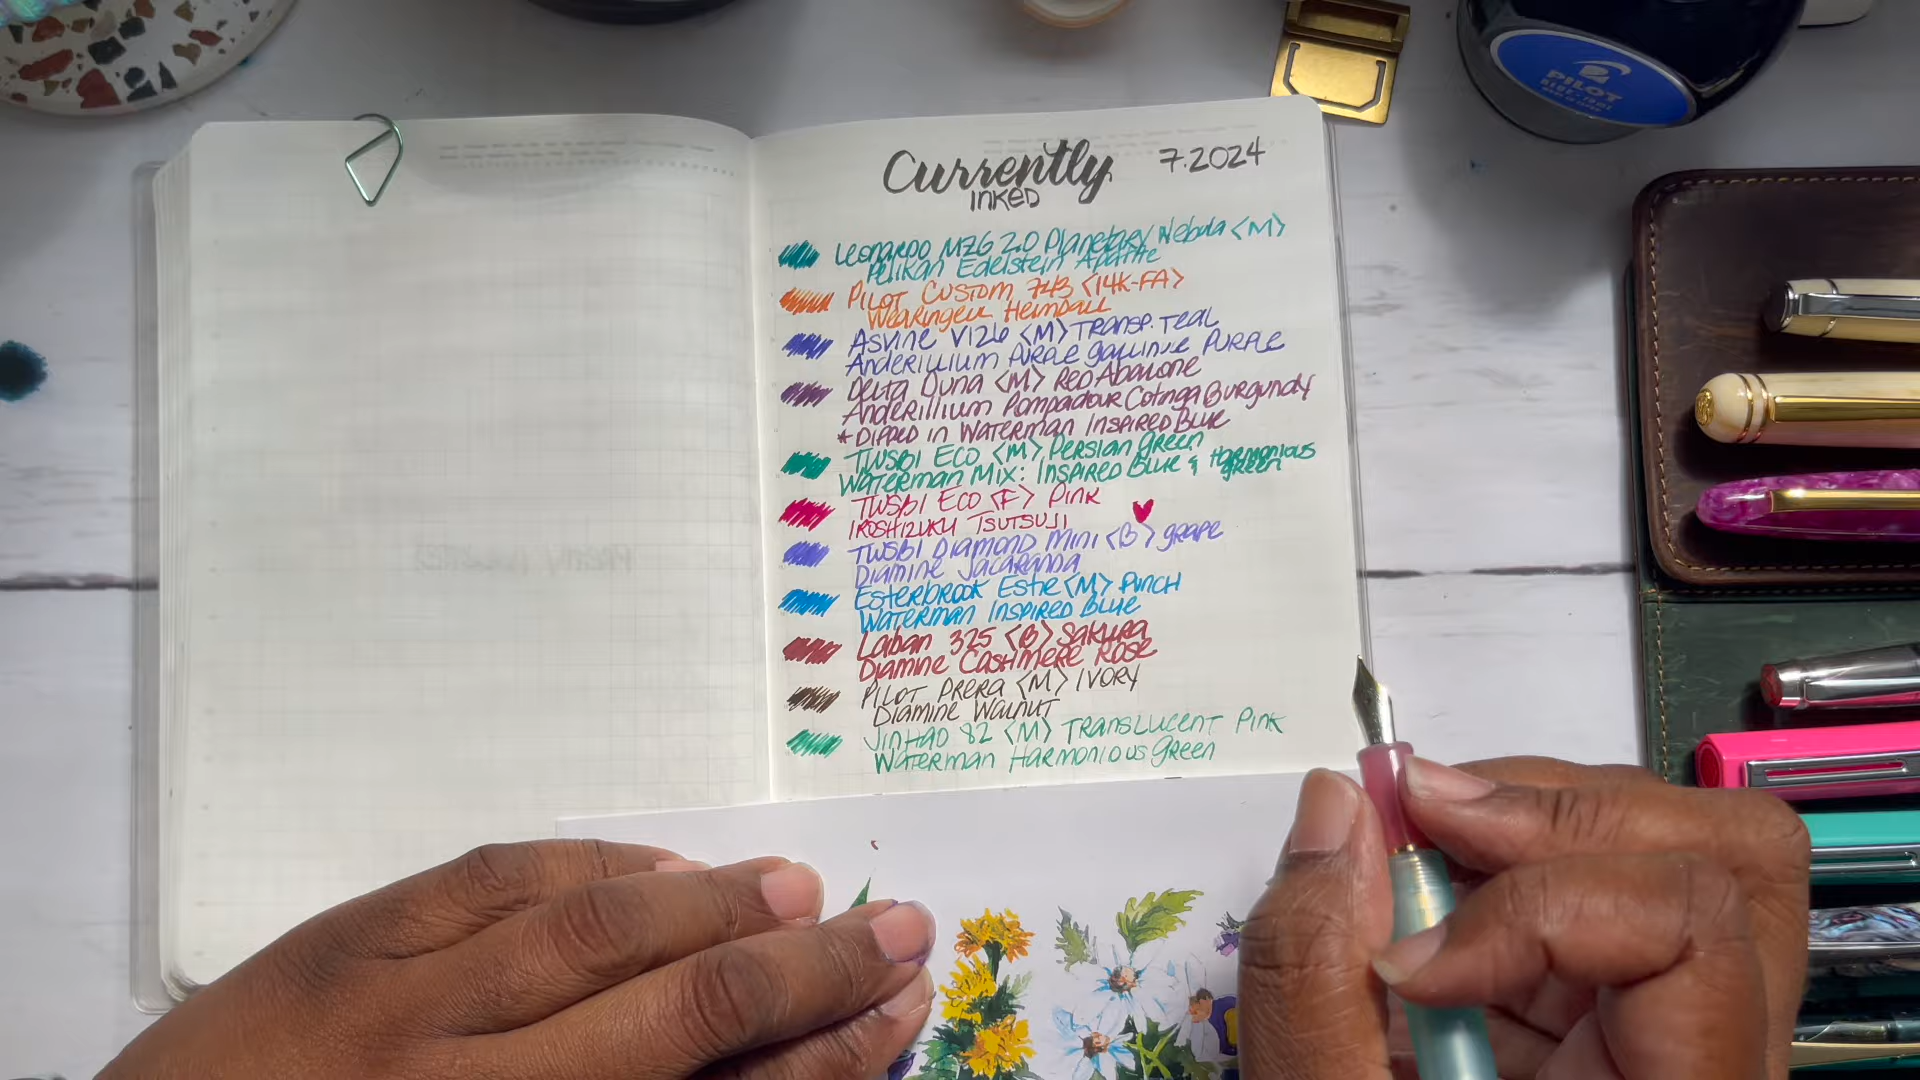 Currently 7.2024
INKED
Leonardo MZG 2.0 Planetary Nebula <M>
Pelikan Edelstein Apatite
PILOT CUSTOM 743 <14K-FA>
Wearingeul Heimdall
Asvine V126 <M> Transp. Teal
Anderillium Purple Gallinule Purple
Delta Duna <M> Red Abalone
Anderillium Pompadour Cotinga Burgundy
*Dipped in Waterman Inspired Blue
TWSBI ECO <M> Persian Green
Waterman Mix: Inspired Blue & Harmonious Green
TWSBI ECO <F> Pink
IROSHIZUKU TSUTSUJI
TWSBI Diamond Mini <B> grape
Diamine Jacaranda
Esterbrook Estie <M> Punch
Waterman Inspired Blue
Laban 325 <B> Sakura
Diamine Cashmere Rose
PILOT PRERA <M> IVORY
Diamine Walnut
JinHao 82 <M> Translucent Pink
Waterman Harmonious Green
PILOT